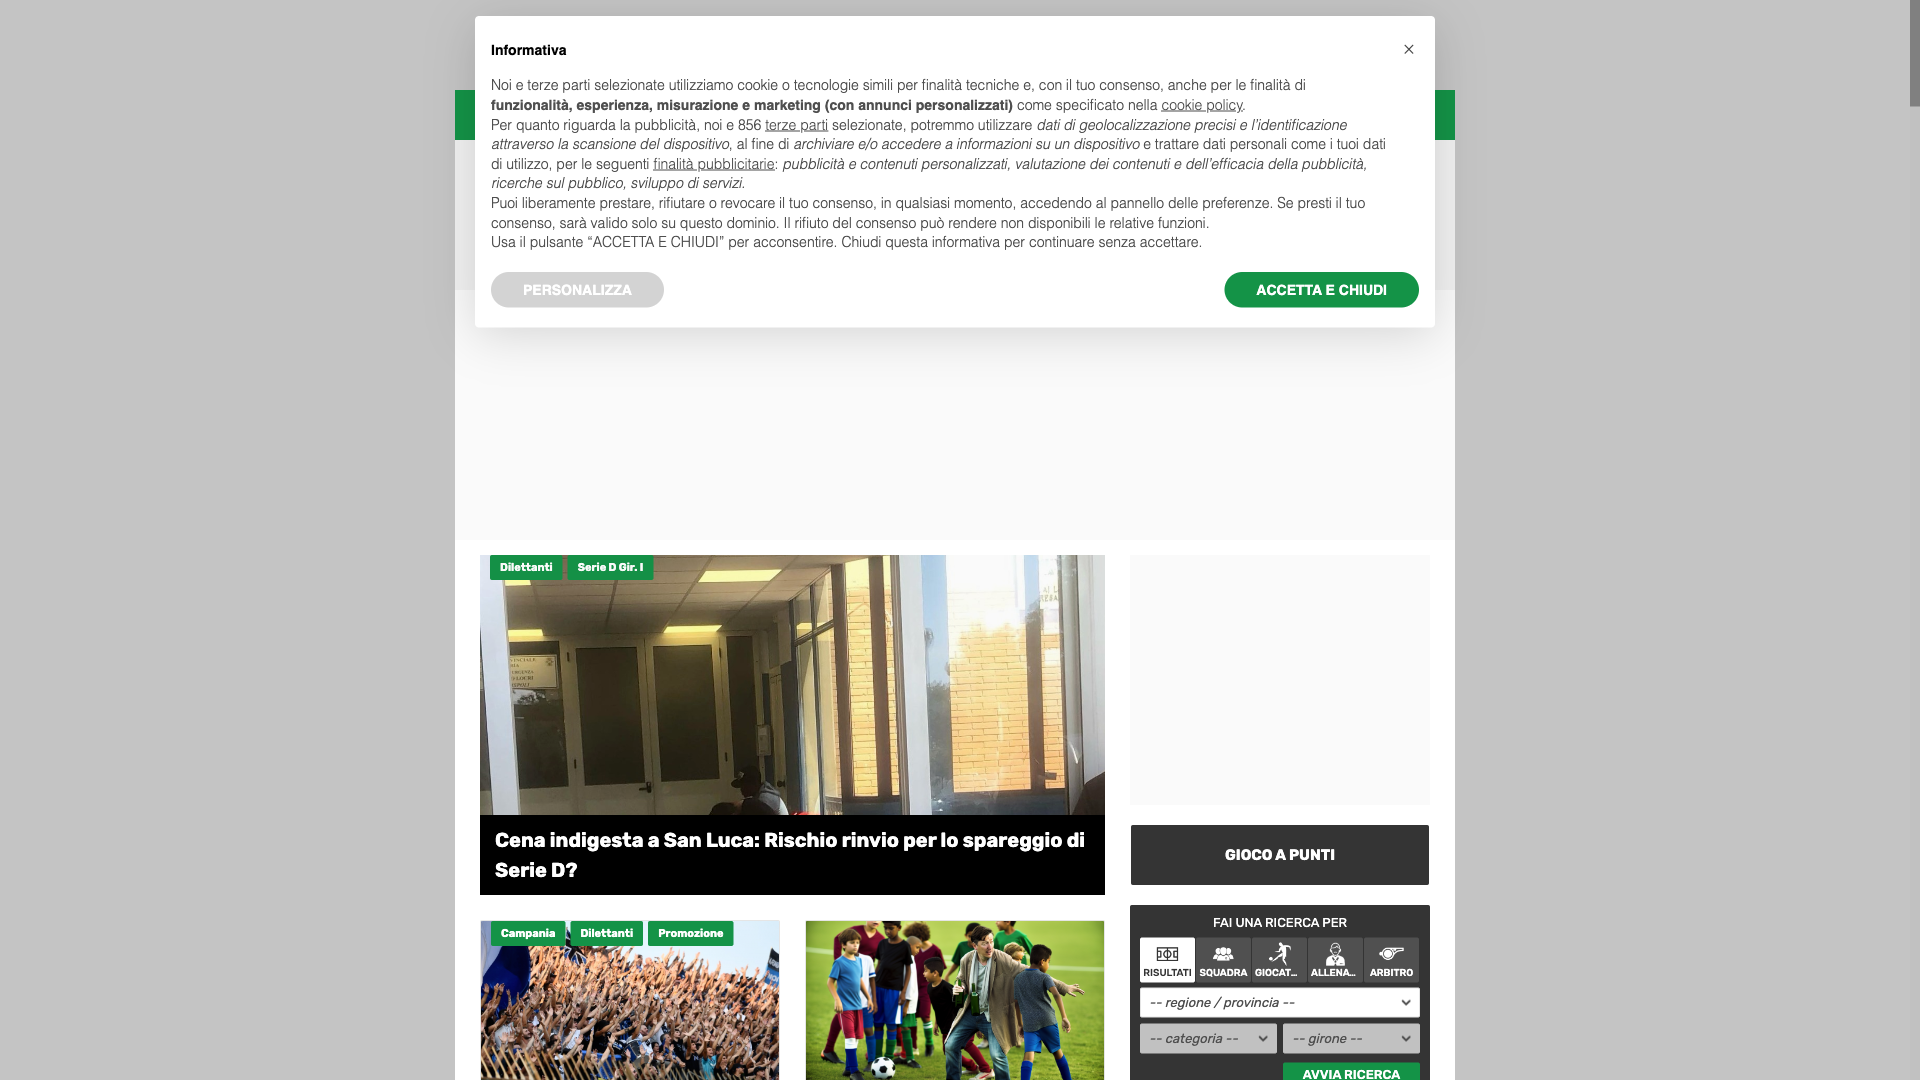 Informativa
×
Noi e terze parti selezionate utilizziamo cookie o tecnologie simili per finalità tecniche e, con il tuo consenso, anche per le finalità di
funzionalità, esperienza, misurazione e marketing (con annunci personalizzati) come specificato nella cookie policy.
Per quanto riguarda la pubblicità, noi e 856 terze parti selezionate, potremmo utilizzare dati di geolocalizzazione precisi e l’identificazione
attraverso la scansione del dispositivo, al fine di archiviare e/o accedere a informazioni su un dispositivo e trattare dati personali come i tuoi dati
di utilizzo, per le seguenti finalità pubblicitarie: pubblicità e contenuti personalizzati, valutazione dei contenuti e dell’efficacia della pubblicità,
ricerche sul pubblico, sviluppo di servizi.
Puoi liberamente prestare, rifiutare o revocare il tuo consenso, in qualsiasi momento, accedendo al pannello delle preferenze. Se presti il tuo
consenso, sarà valido solo su questo dominio. Il rifiuto del consenso può rendere non disponibili le relative funzioni.
Usa il pulsante “ACCETTA E CHIUDI” per acconsentire. Chiudi questa informativa per continuare senza accettare.
PERSONALIZZA
ACCETTA E CHIUDI
Dilettanti
Serie D Gir. I
Cena indigesta a San Luca: Rischio rinvio per lo spareggio di
Serie D?
Campania
Dilettanti
Promozione
GIOCO A PUNTI
FAI UNA RICERCA PER
RISULTATI
SQUADRA
GIOCAT...
ALLENA...
ARBITRO
-- regione / provincia --
-- categoria --
-- girone --
AVVIA RICERCA